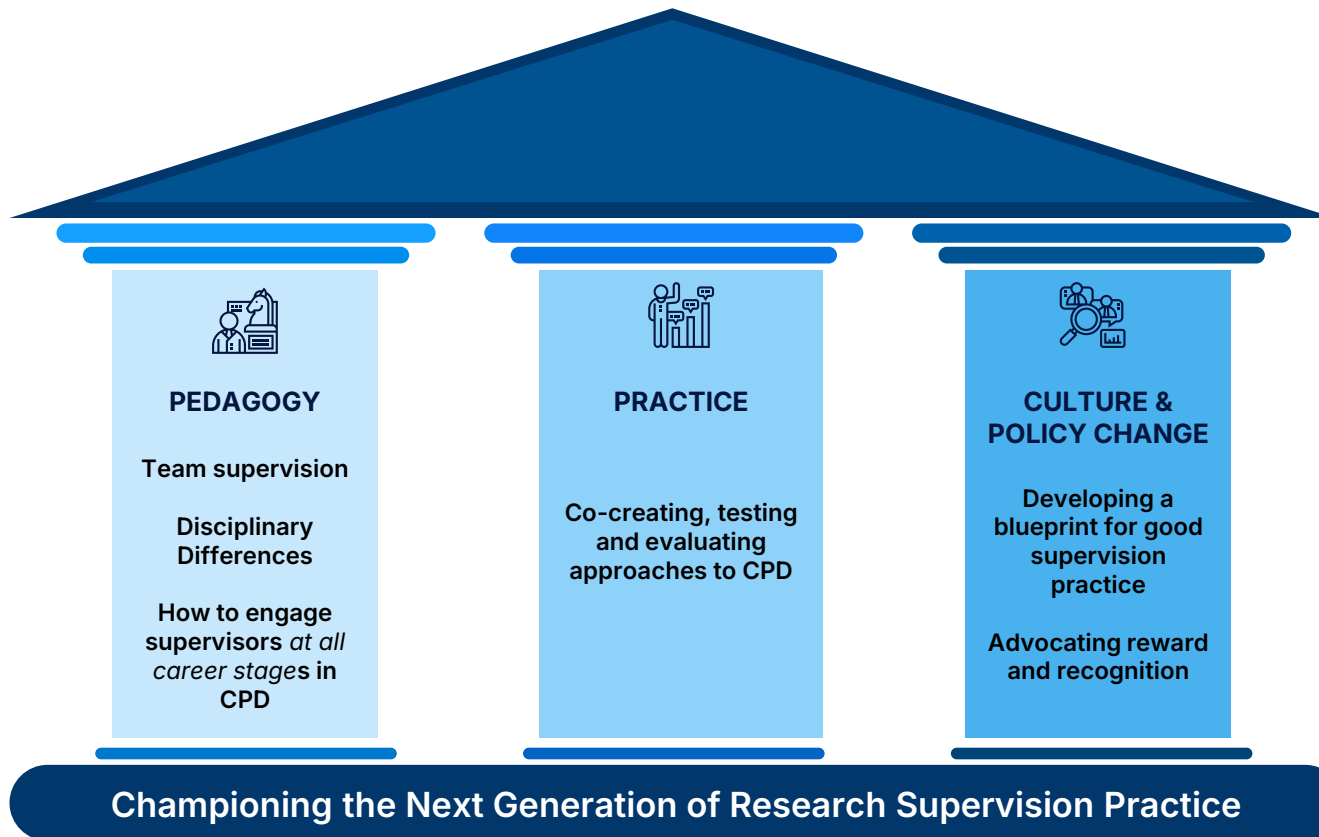 PEDAGOGY
Team supervision
Disciplinary
Differences
How to engage
supervisors at all
career stages in
CPD
PRACTICE
Co-creating, testing
and evaluating
approaches to CPD
CULTURE &
POLICY CHANGE
Developing a
blueprint for good
supervision
practice
Advocating reward
and recognition
Championing the Next Generation of Research Supervision Practice